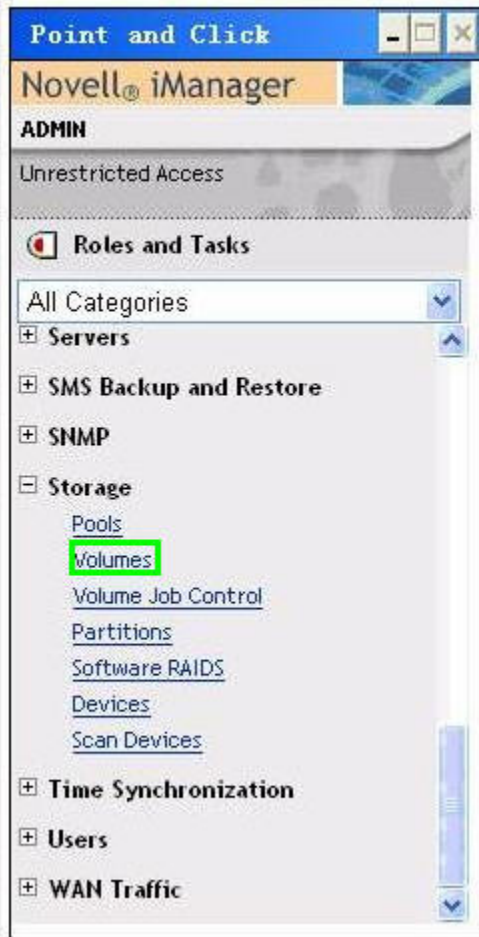 Point and Click
Novell® iManager
ADMIN
Unrestricted Access
Roles and Tasks
All Categories
Servers
SMS Backup and Restore
SNMP
Storage
Pools
Volumes
Volume Job Control
Partitions
Software RAIDS
Devices
Scan Devices
Time Synchronization
Users
WAN Traffic